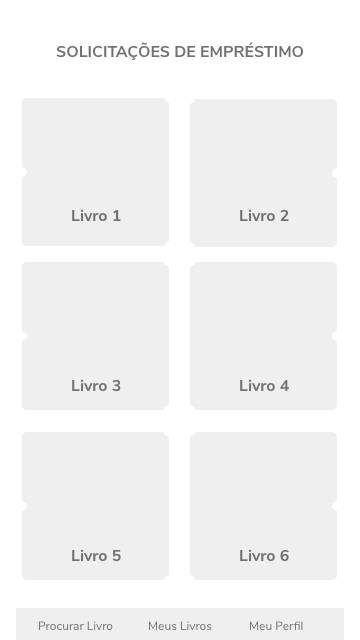 SOLICITAÇÕES DE EMPRÉSTIMO
Livro 1
Livro 2
Livro 3
Livro 4
Livro 5
Livro 6
Procurar Livro
Meus Livros
Meu Perfil